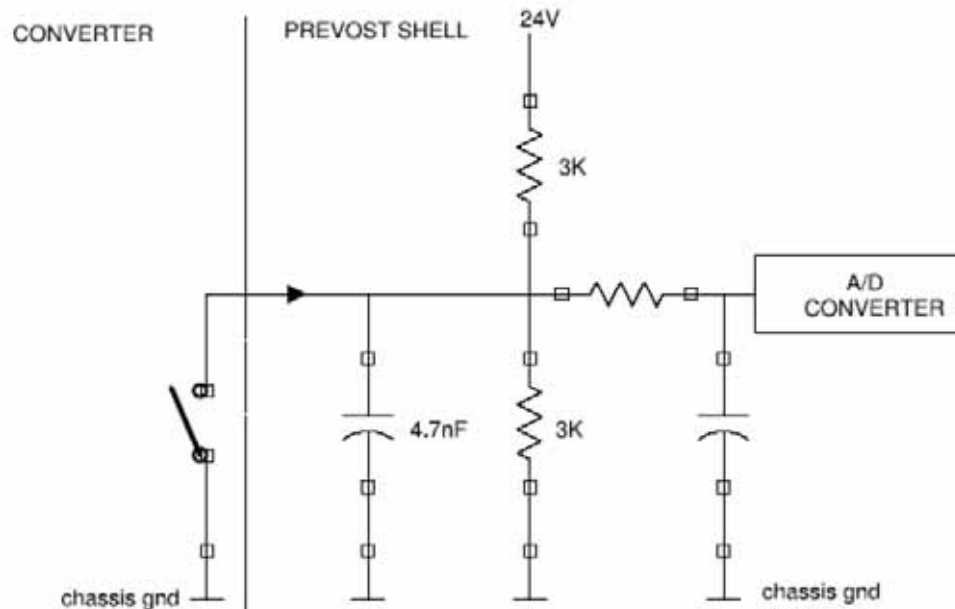 CONVERTER
PREVOST SHELL
24V
3K
A/D
CONVERTER
4.7nF
3K
chassis gnd
chassis gnd